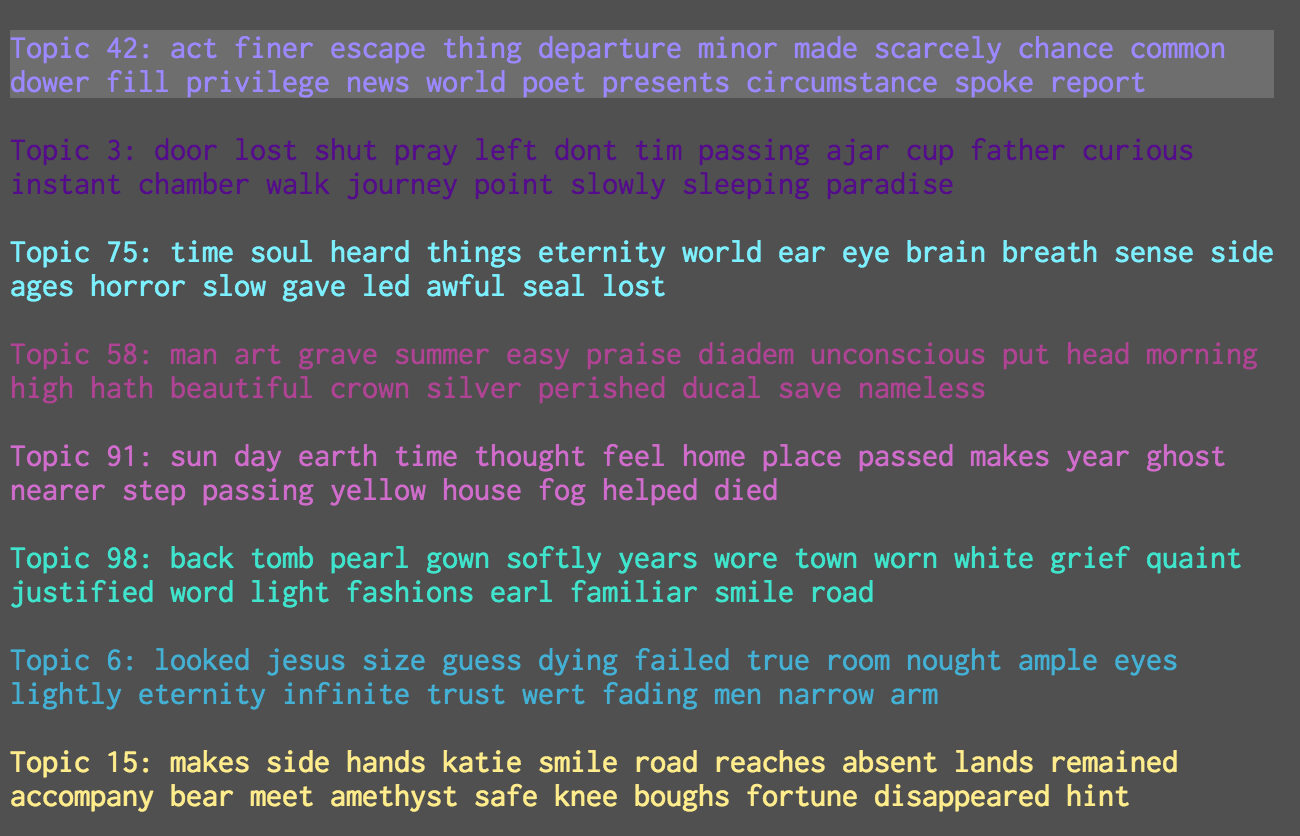 Topic 42: act finer escape thing departure minor made scarcely chance common
dower fill privilege news world poet presents circumstance spoke report
Topic 3: door lost shut pray left dont tim passing ajar cup father curious
instant chamber walk journey point slowly sleeping paradise
Topic 75: time soul heard things eternity world ear eye brain breath sense side
ages horror slow gave led awful seal lost
Topic 58: man art grave summer easy praise diadem unconscious put head morning
high hath beautiful crown silver perished ducal save nameless
Topic 91: sun day earth time thought feel home place passed makes year ghost
nearer step passing yellow house fog helped died
Topic 98: back tomb pearl gown softly years wore town worn white grief quaint
justified word light fashions earl familiar smile road
Topic 6: looked jesus size guess dying failed true room nought ample eyes
lightly eternity infinite trust wert fading men narrow arm
Topic 15: makes side hands katie smile road reaches absent lands remained
accompany bear meet amethyst safe knee boughs fortune disappeared hint